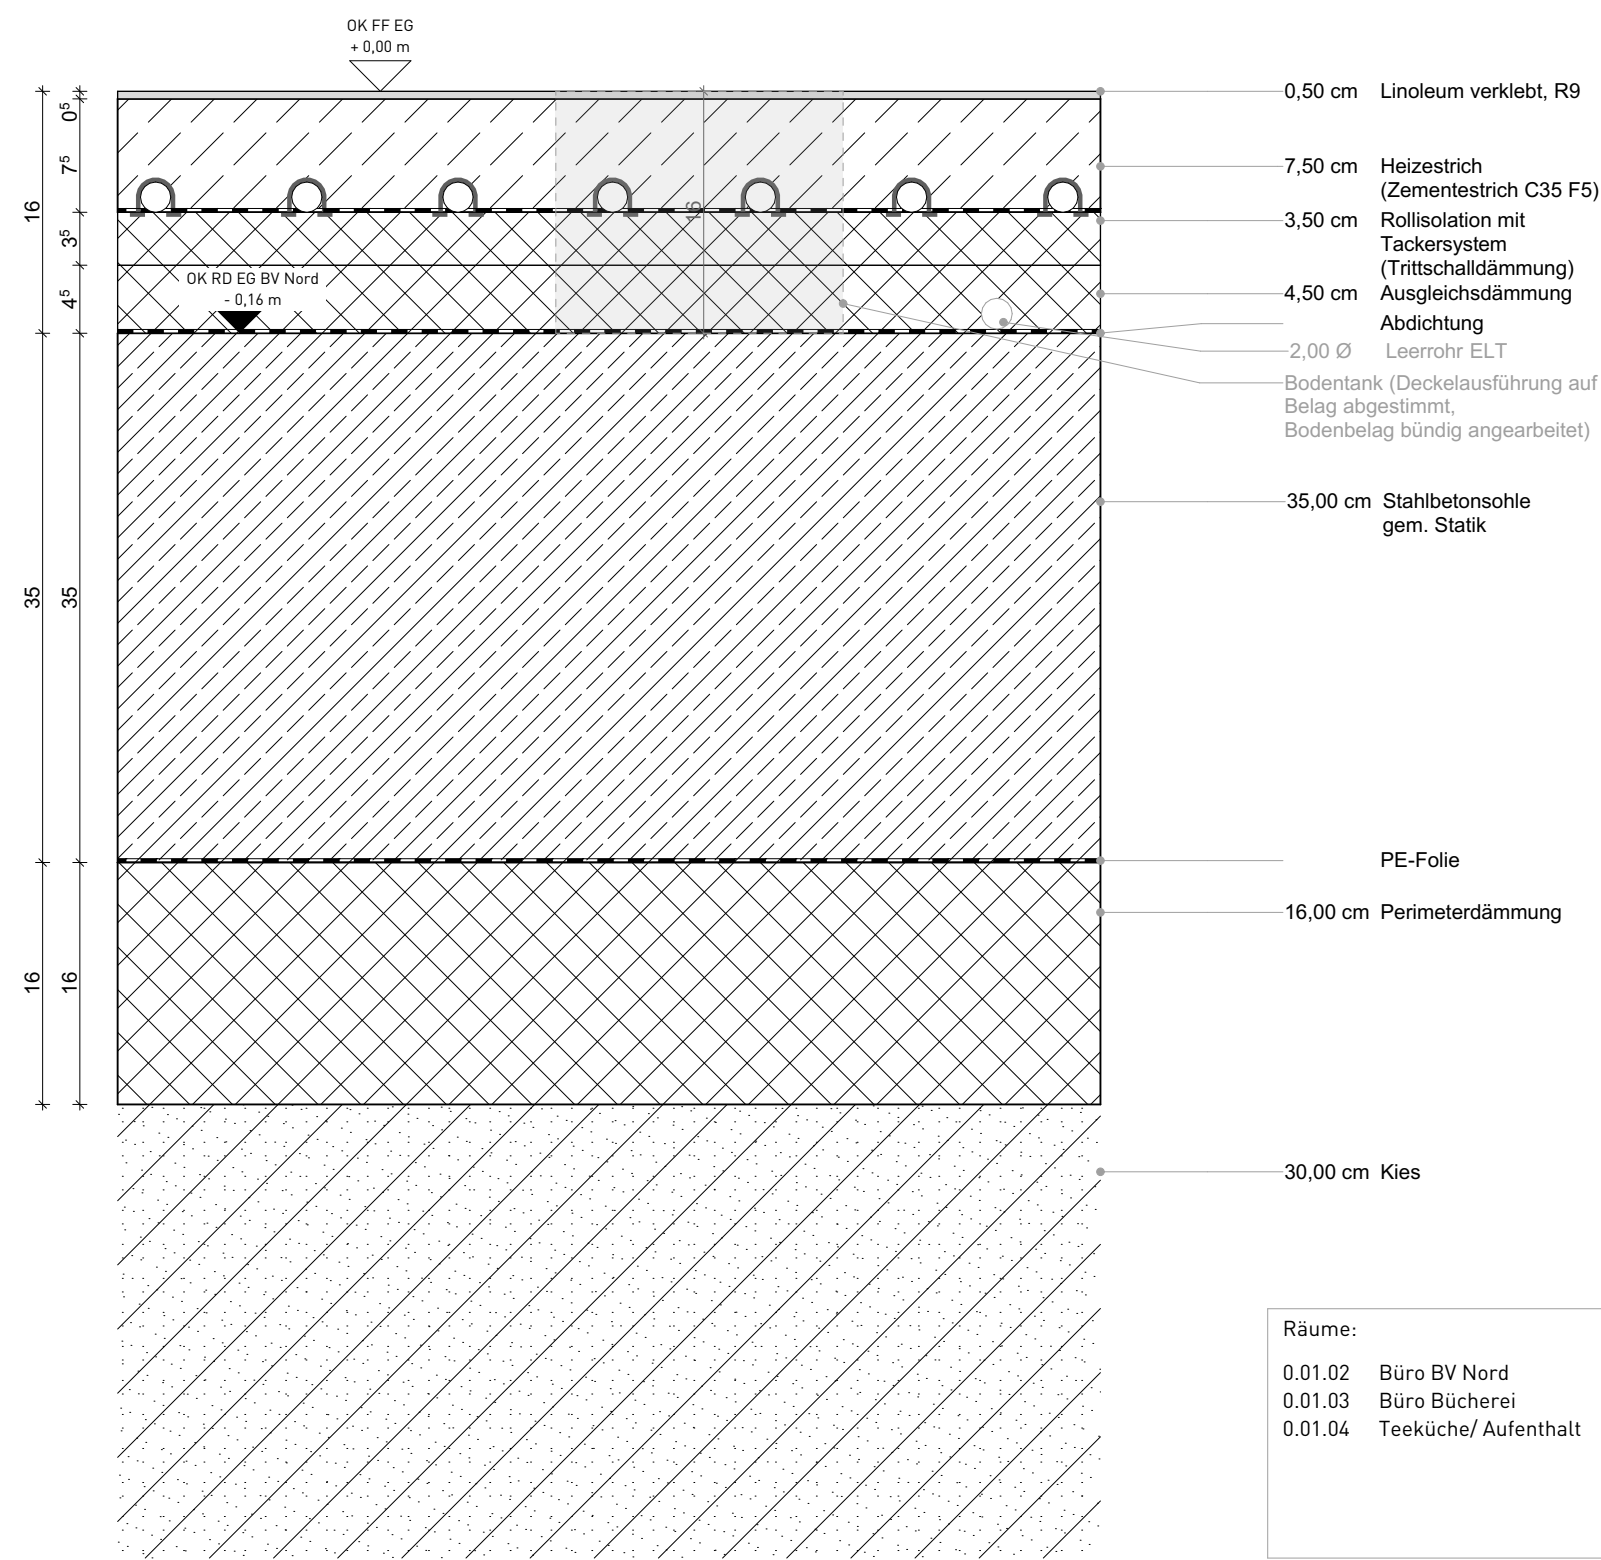 OK FF EG
+ 0,00 m
0⁵
7⁵
16
3⁵
4⁵
16
OK RD EG BV Nord
- 0,16 m
35
35
16
16
0,50 cm Linoleum verklebt, R9
7,50 cm Heizestrich
(Zementestrich C35 F5)
3,50 cm Rollisolation mit
Tackersystem
(Trittschalldämmung)
4,50 cm Ausgleichsdämmung
Abdichtung
2,00 Ø Leerrohr ELT
Bodentank (Deckelausführung auf
Belag abgestimmt,
Bodenbelag bündig angearbeitet)
35,00 cm Stahlbetonsohle
gem. Statik
PE-Folie
16,00 cm Perimeterdämmung
30,00 cm Kies
Räume:
0.01.02 Büro BV Nord
0.01.03 Büro Bücherei
0.01.04 Teeküche/ Aufenthalt